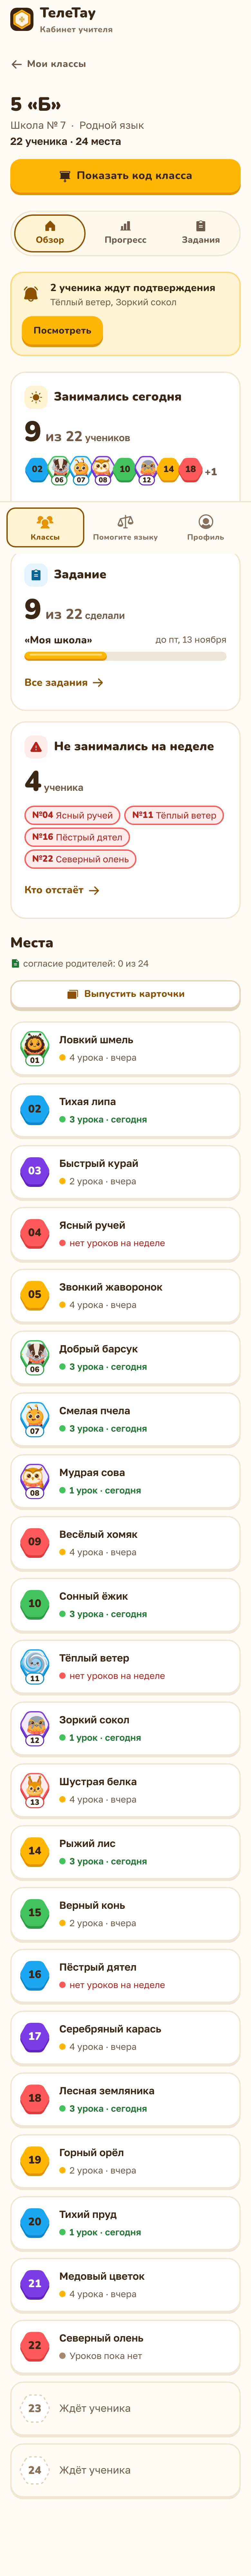 ТелеТау
Кабинет учителя
Мои классы
5 «Б»
Школа № 7 · Родной язык
22 ученика · 24 места
Показать код класса
Обзор
Прогресс
Задания
2 ученика ждут подтверждения
Тёплый ветер, Зоркий сокол
Посмотреть
Занимались сегодня
9 из 22 учеников
02 06 07 08 10 12 14 18 +1
Классы
Помогите языку
Профиль
Задание
9 из 22 сделали
«Моя школа» до пт, 13 ноября
Все задания
Не занимались на неделе
4 ученика
№04 Ясный ручей №11 Тёплый ветер
№16 Пёстрый дятел
№22 Северный олень
Кто отстаёт
Места
согласие родителей: 0 из 24
Выпустить карточки
01
Ловкий шмель
4 урока · вчера
02
Тихая липа
3 урока · сегодня
03
Быстрый курай
2 урока · вчера
04
Ясный ручей
нет уроков на неделе
05
Звонкий жаворонок
4 урока · вчера
06
Добрый барсук
3 урока · сегодня
07
Смелая пчела
3 урока · сегодня
08
Мудрая сова
1 урок · сегодня
09
Весёлый хомяк
4 урока · вчера
10
Сонный ёжик
3 урока · сегодня
11
Тёплый ветер
нет уроков на неделе
12
Зоркий сокол
1 урок · сегодня
13
Шустрая белка
4 урока · вчера
14
Рыжий лис
3 урока · сегодня
15
Верный конь
2 урока · вчера
16
Пёстрый дятел
нет уроков на неделе
17
Серебряный карась
4 урока · вчера
18
Лесная земляника
3 урока · сегодня
19
Горный орёл
2 урока · вчера
20
Тихий пруд
1 урок · сегодня
21
Медовый цветок
4 урока · вчера
22
Северный олень
Уроков пока нет
23
Ждёт ученика
24
Ждёт ученика